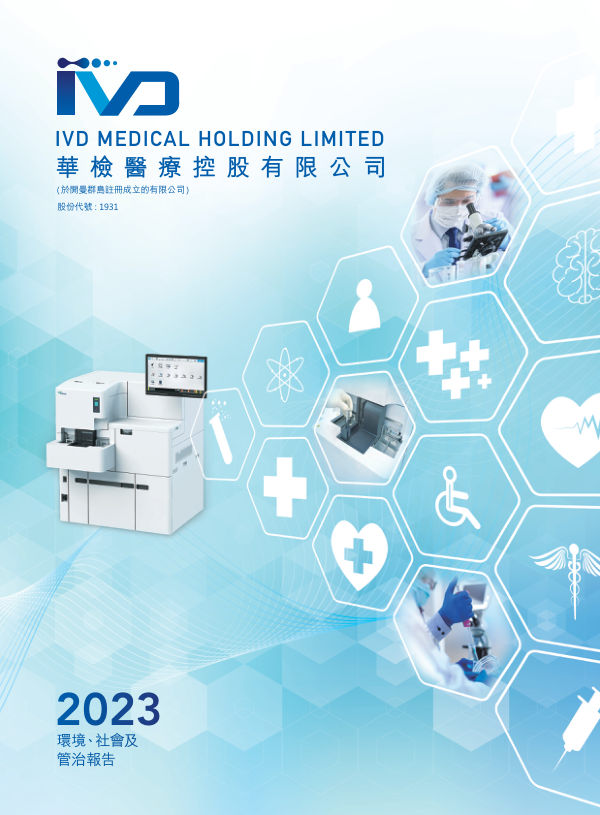 IVD
IVD MEDICAL HOLDING LIMITED
華檢醫療控股有限公司
(於開曼群島註冊成立的有限公司)
股份代號 : 1931
2023
環境、社會及
管治報告